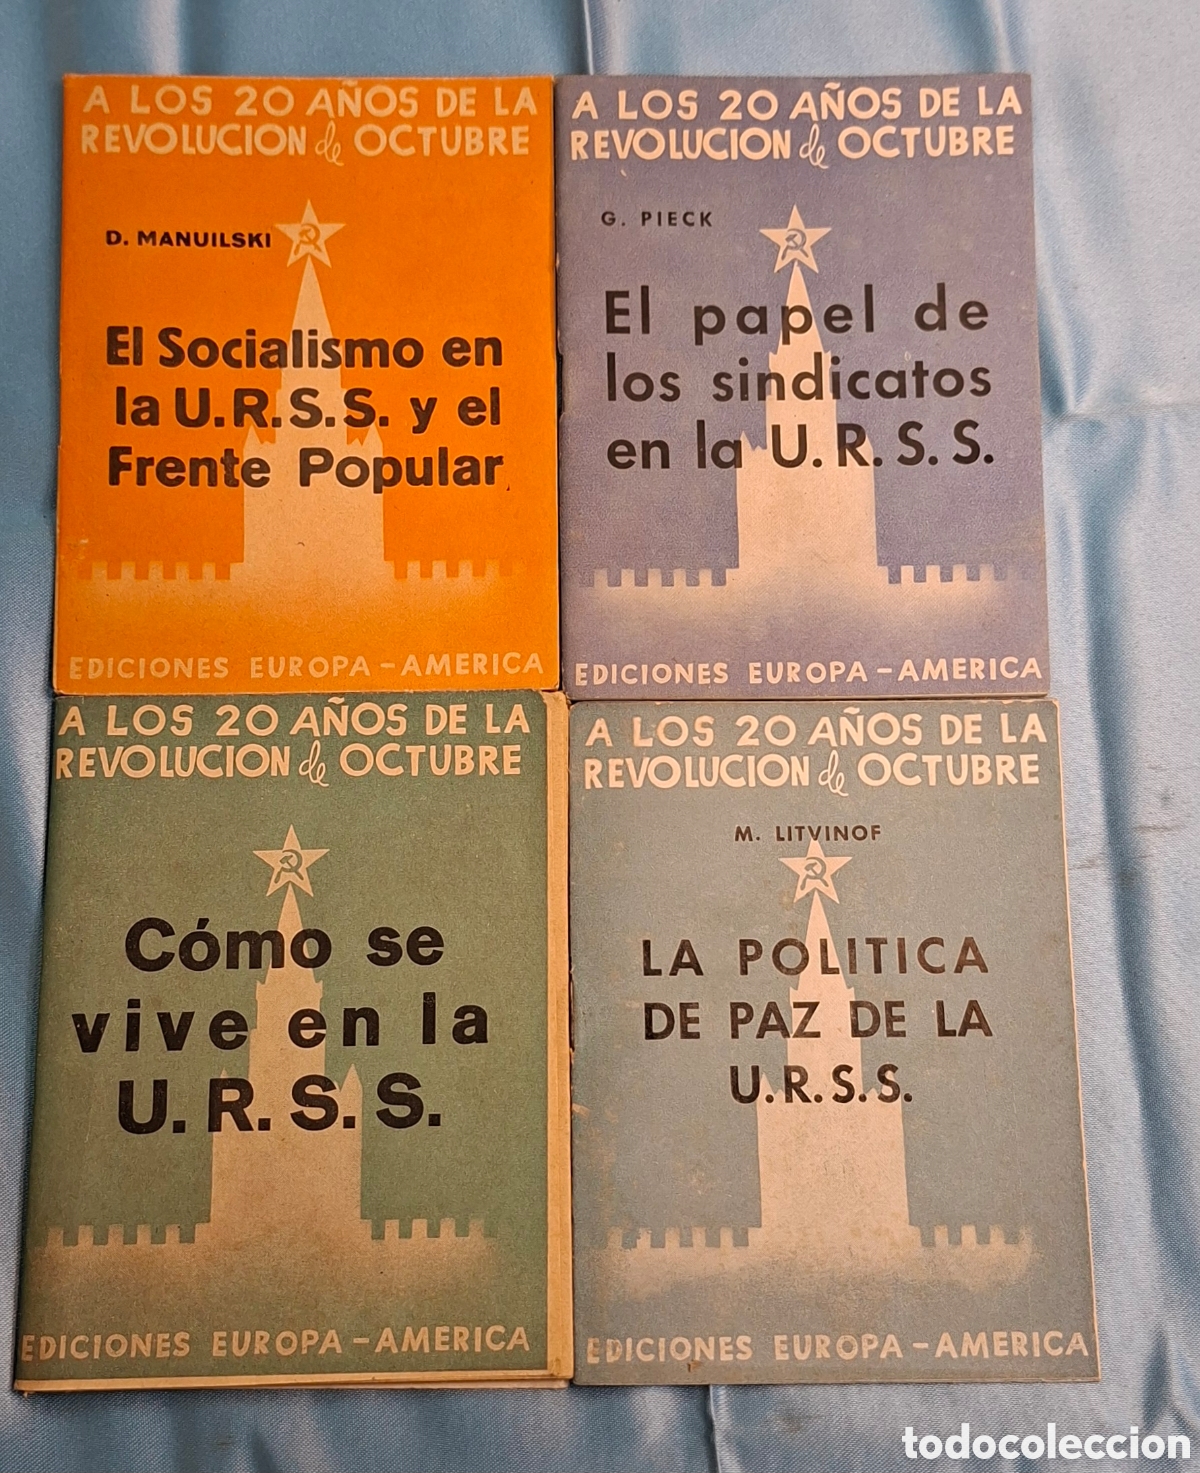 A LOS 20 AÑOS DE LA
REVOLUCION de OCTUBRE
D. MANUILSKI
El Socialismo en
la U.R.S.S. y el
Frente Popular
EDICIONES EUROPA - AMERICA
A LOS 20 AÑOS DE LA
REVOLUCION de OCTUBRE
G. PIECK
El papel de
los sindicatos
en la U.R.S.S.
EDICIONES EUROPA - AMERICA
A LOS 20 AÑOS DE LA
REVOLUCION de OCTUBRE
Cómo se
vive en la
U.R.S.S.
EDICIONES EUROPA - AMERICA
A LOS 20 AÑOS DE LA
REVOLUCION de OCTUBRE
M. LITVINOF
LA POLITICA
DE PAZ DE LA
U.R.S.S.
EDICIONES EUROPA - AMERICA
todocoleccion